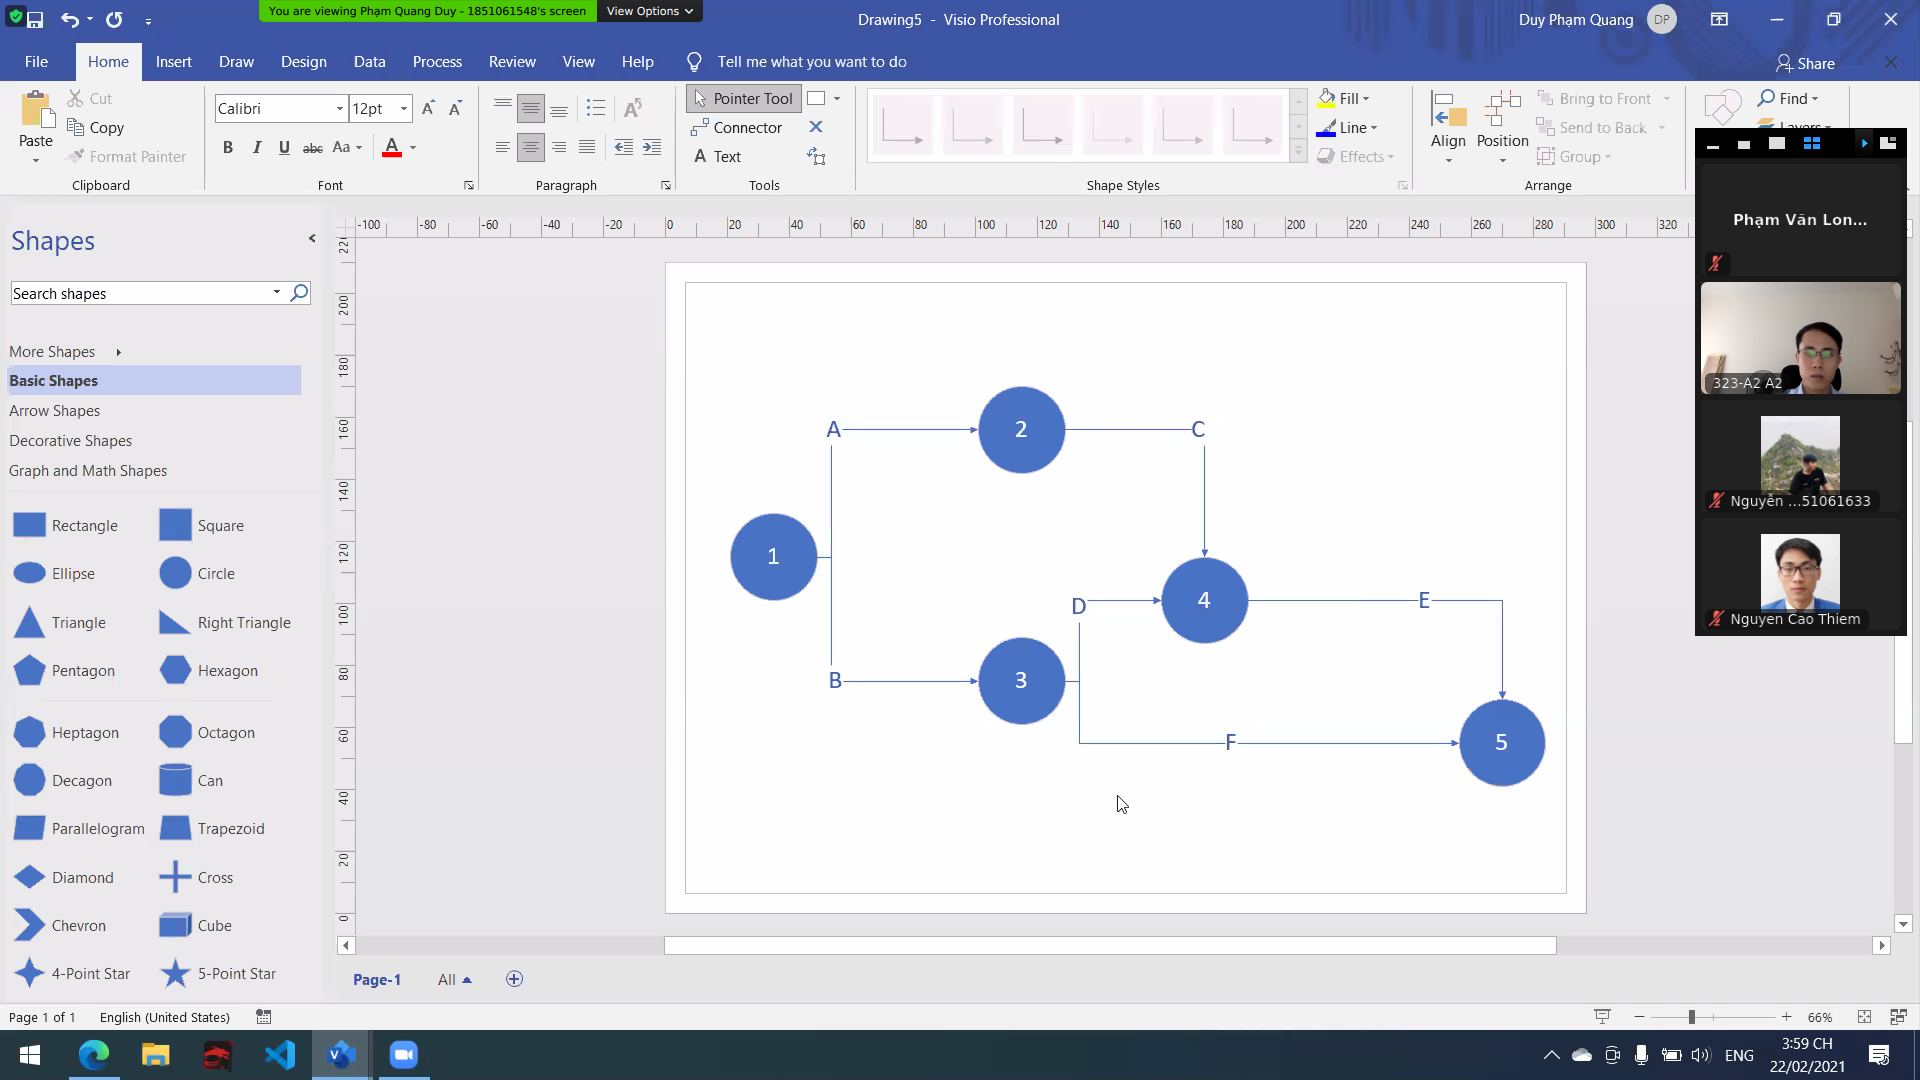 You are viewing Phạm Quang Duy - 1851061548's screen
View Options
Drawing5 - Visio Professional
Duy Phạm Quang
DP
File
Home
Insert
Draw
Design
Data
Process
Review
View
Help
Tell me what you want to do
Share
Paste
Cut
Copy
Format Painter
Clipboard
Calibri
12pt
B I U abc Aa A
Font
Paragraph
Pointer Tool
Connector
A Text
Tools
Shape Styles
Fill
Line
Effects
Align
Position
Bring to Front
Send to Back
Group
Arrange
Find
Layers
Shapes
Search shapes
More Shapes
Basic Shapes
Arrow Shapes
Decorative Shapes
Graph and Math Shapes
Rectangle
Square
Ellipse
Circle
Triangle
Right Triangle
Pentagon
Hexagon
Heptagon
Octagon
Decagon
Can
Parallelogram
Trapezoid
Diamond
Cross
Chevron
Cube
4-Point Star
5-Point Star
-100 -80 -60 -40 -20 0 20 40 60 80 100 120 140 160 180 200 220 240 260 280 300 320
22
200
180
160
140
120
100
80
60
40
20
0
A
2
C
1
D
4
E
B
3
F
5
Phạm Văn Lon...
323-A2 A2
Nguyễn ...51061633
Nguyen Cao Thiem
Page-1
All
Page 1 of 1
English (United States)
66%
ENG
3:59 CH
22/02/2021